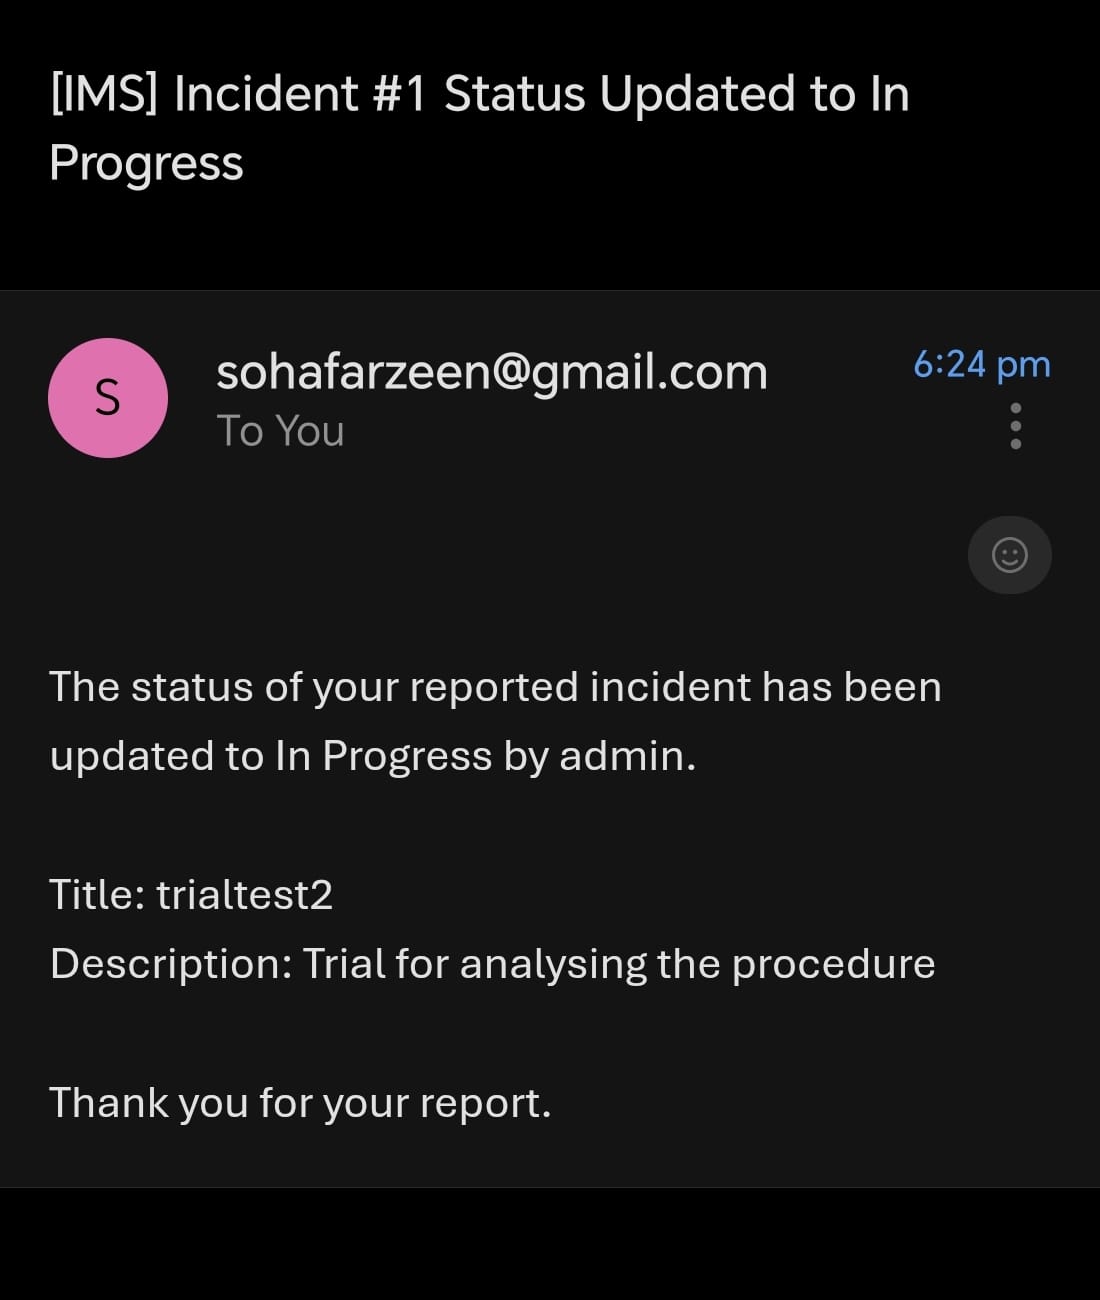 [IMS] Incident #1 Status Updated to In
Progress
S
sohafarzeen@gmail.com
6:24 pm
To You
The status of your reported incident has been
updated to In Progress by admin.
Title: trialtest2
Description: Trial for analysing the procedure
Thank you for your report.